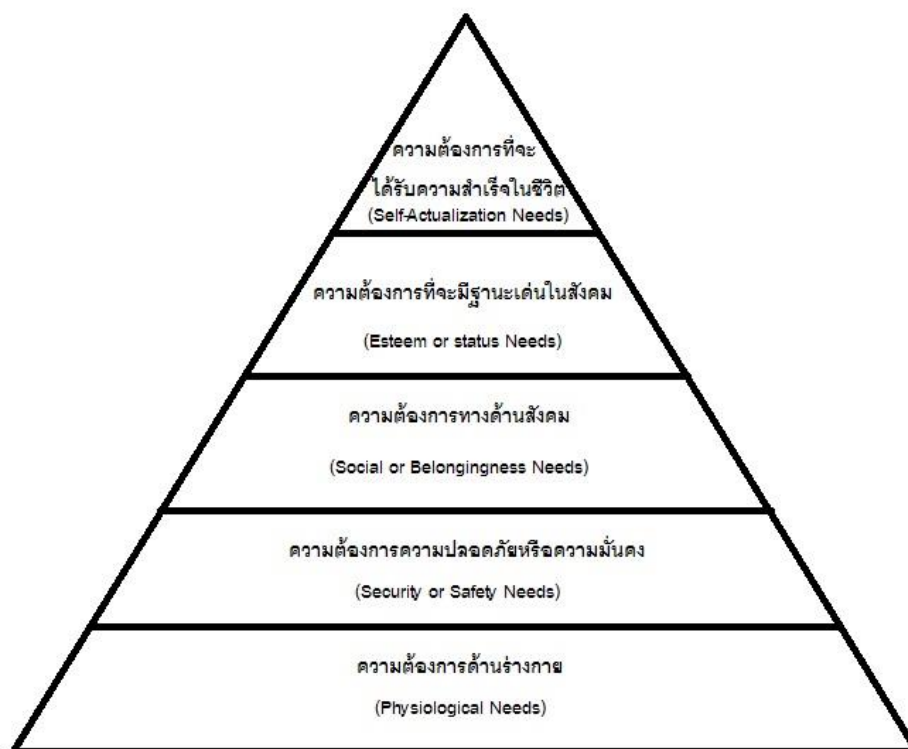 ความต้องการที่จะ
ได้รับความสำเร็จในชีวิต
(Self-Actualization Needs)
ความต้องการที่จะมีฐานะเด่นในสังคม
(Esteem or status Needs)
ความต้องการทางด้านสังคม
(Social or Belongingness Needs)
ความต้องการความปลอดภัยหรือความมั่นคง
(Security or Safety Needs)
ความต้องการด้านร่างกาย
(Physiological Needs)